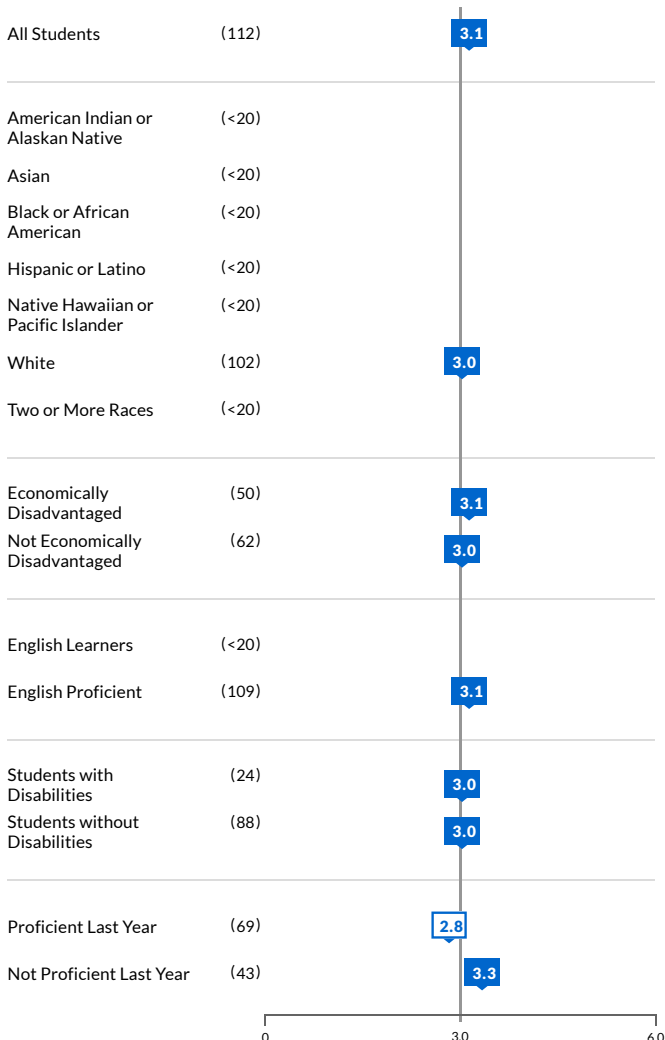 All Students (112) 3.1
American Indian or (<20)
Alaskan Native
Asian (<20)
Black or African (<20)
American
Hispanic or Latino (<20)
Native Hawaiian or (<20)
Pacific Islander
White (102) 3.0
Two or More Races (<20)
Economically (50) 3.1
Disadvantaged
Not Economically (62) 3.0
Disadvantaged
English Learners (<20)
English Proficient (109) 3.1
Students with (24) 3.0
Disabilities
Students without (88) 3.0
Disabilities
Proficient Last Year (69) 2.8
Not Proficient Last Year (43) 3.3
0 3.0 6.0